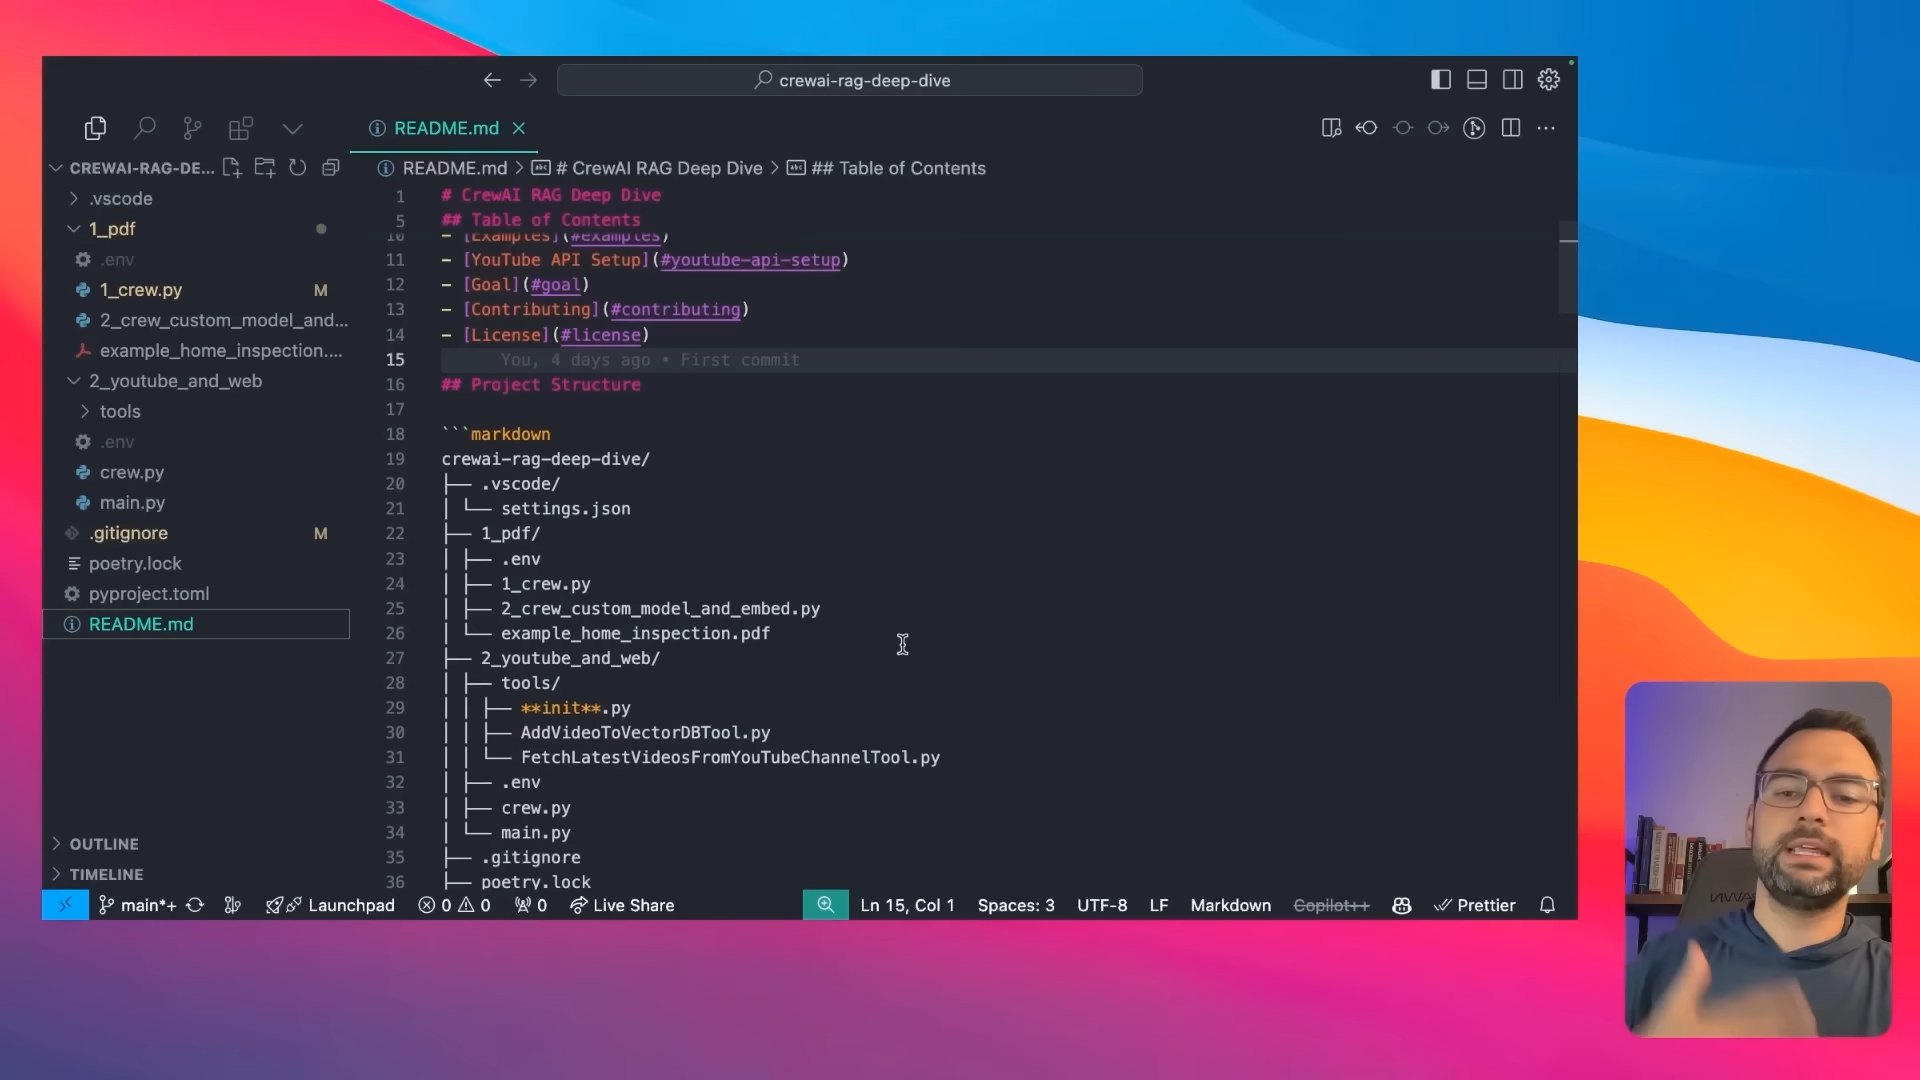 crewai-rag-deep-dive
README.md
CREWAI-RAG-DE...
README.md > # CrewAI RAG Deep Dive > ## Table of Contents
.vscode
1_pdf
.env
1_crew.py M
2_crew_custom_model_and...
example_home_inspection....
2_youtube_and_web
tools
.env
crew.py
main.py
.gitignore M
poetry.lock
pyproject.toml
README.md
OUTLINE
TIMELINE
1 # CrewAI RAG Deep Dive
5 ## Table of Contents
10 - [Examples](#examples)
11 - [YouTube API Setup](#youtube-api-setup)
12 - [Goal](#goal)
13 - [Contributing](#contributing)
14 - [License](#license)
15 You, 4 days ago • First commit
16 ## Project Structure
17
18 ```markdown
19 crewai-rag-deep-dive/
20 ├── .vscode/
21 │ └── settings.json
22 ├── 1_pdf/
23 │ ├── .env
24 │ ├── 1_crew.py
25 │ ├── 2_crew_custom_model_and_embed.py
26 │ └── example_home_inspection.pdf
27 ├── 2_youtube_and_web/
28 │ ├── tools/
29 │ │ ├── **init**.py
30 │ │ ├── AddVideoToVectorDBTool.py
31 │ │ └── FetchLatestVideosFromYouTubeChannelTool.py
32 │ ├── .env
33 │ ├── crew.py
34 │ └── main.py
35 ├── .gitignore
36 ├── poetry.lock
main*+ Launchpad 0 0 0 Live Share Ln 15, Col 1 Spaces: 3 UTF-8 LF Markdown Copilot++ Prettier